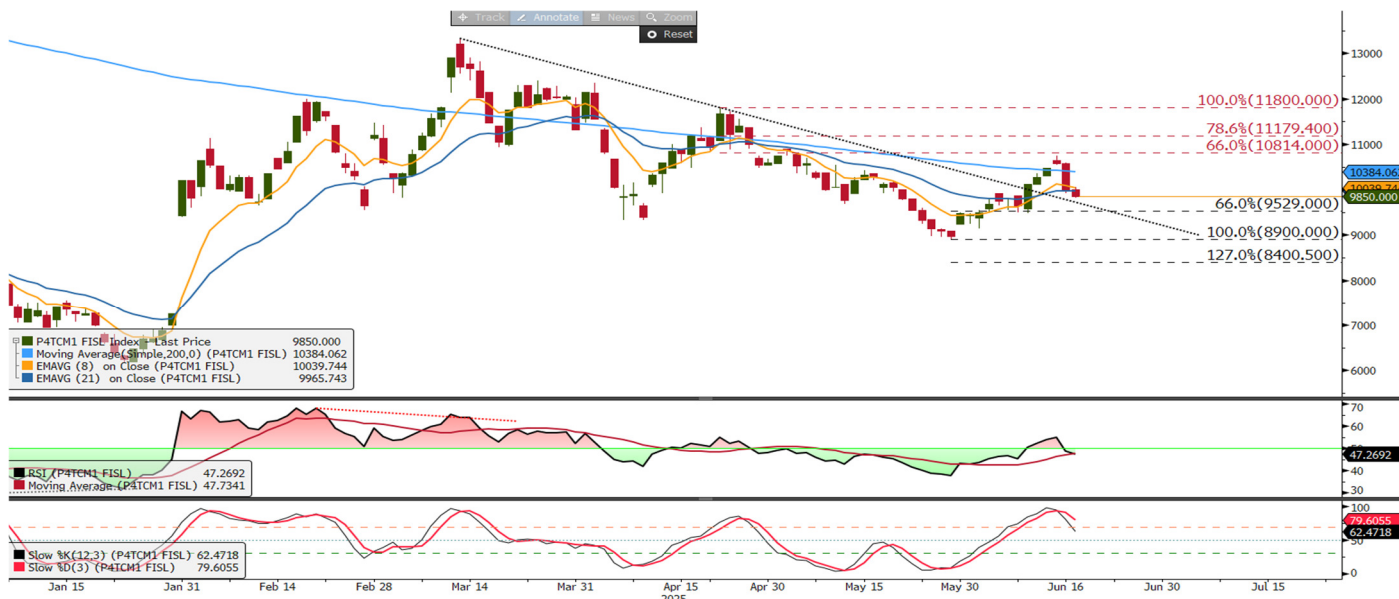 Track Annotate News Zoom
Reset
13000
12000
11000
10000
9000
8000
7000
6000
100.0%(11800.000)
78.6%(11179.400)
66.0%(10814.000)
10384.062
10039.744
9850.000
66.0%(9529.000)
100.0%(8900.000)
127.0%(8400.500)
P4TCM1 FISL Index - Last Price 9850.000
Moving Average(Simple,200,0) (P4TCM1 FISL) 10384.062
EMAVG (8) on Close (P4TCM1 FISL) 10039.744
EMAVG (21) on Close (P4TCM1 FISL) 9965.743
70
60
50
40
30
47.2692
RSI (P4TCM1 FISL) 47.2692
Moving Average (P4TCM1 FISL) 47.7341
100
50
0
79.6055
62.4718
Slow %K(12,3) (P4TCM1 FISL) 62.4718
Slow %D(3) (P4TCM1 FISL) 79.6055
Jan 15 Jan 31 Feb 14 Feb 28 Mar 14 Mar 31 Apr 15 Apr 30 May 15 May 30 Jun 16 Jun 30 Jul 15
2025